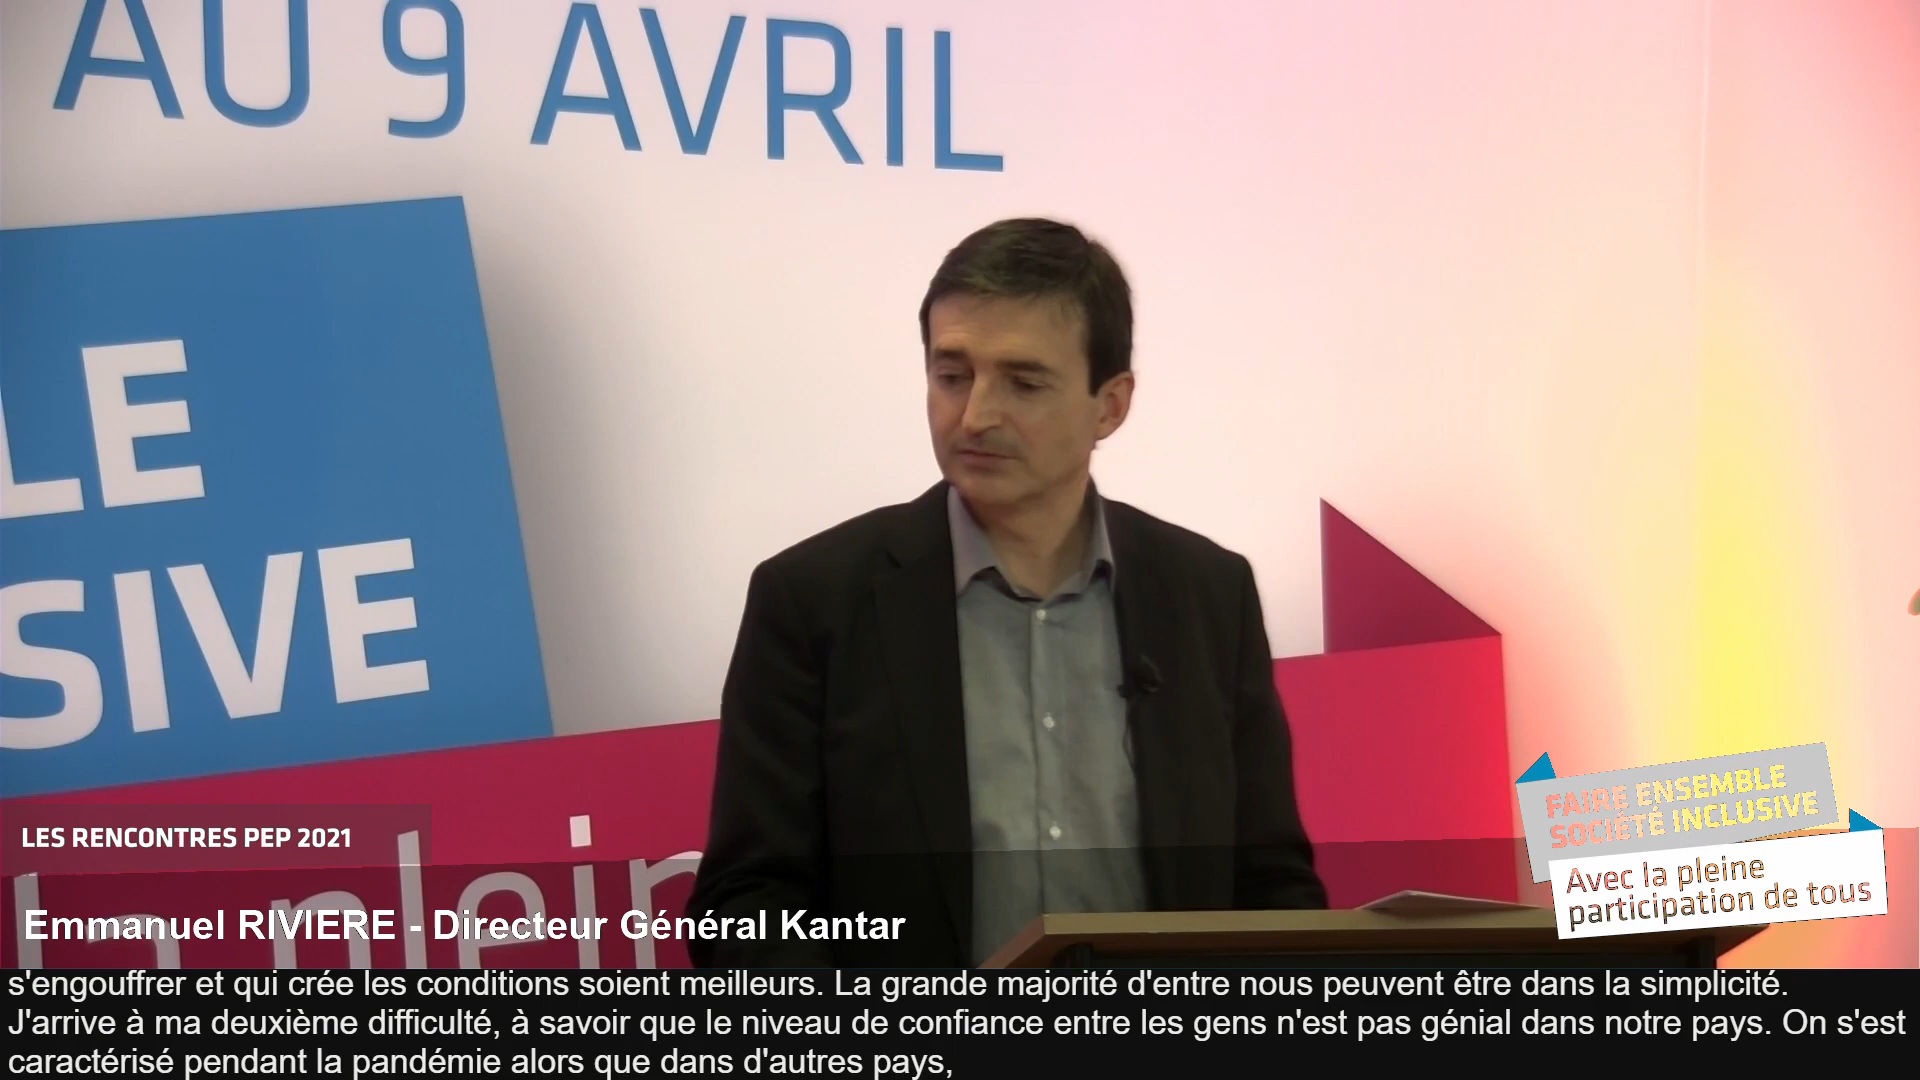 AU 9 AVRIL
LE
SIVE
plein
LES RENCONTRES PEP 2021
FAIRE ENSEMBLE
SOCIÉTÉ INCLUSIVE
Avec la pleine
participation de tous
Emmanuel RIVIERE - Directeur Général Kantar
s'engouffrer et qui crée les conditions soient meilleurs. La grande majorité d'entre nous peuvent être dans la simplicité.
J'arrive à ma deuxième difficulté, à savoir que le niveau de confiance entre les gens n'est pas génial dans notre pays. On s'est
caractérisé pendant la pandémie alors que dans d'autres pays,